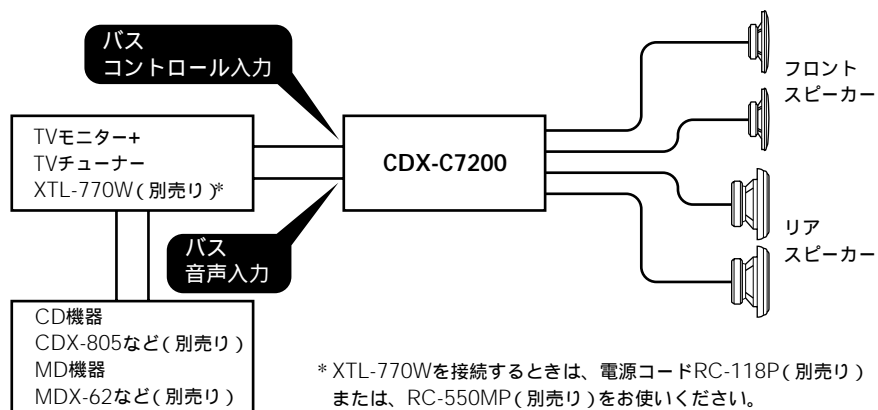 バス
コントロール入力
TVモニター+
TVチューナー
XTL-770W(別売り)*
CDX-C7200
フロント
スピーカー
バス
音声入力
リア
スピーカー
CD機器
CDX-805など(別売り)
MD機器
MDX-62など(別売り)
* XTL-770Wを接続するときは、電源コードRC-118P(別売り)
または、RC-550MP(別売り)をお使いください。